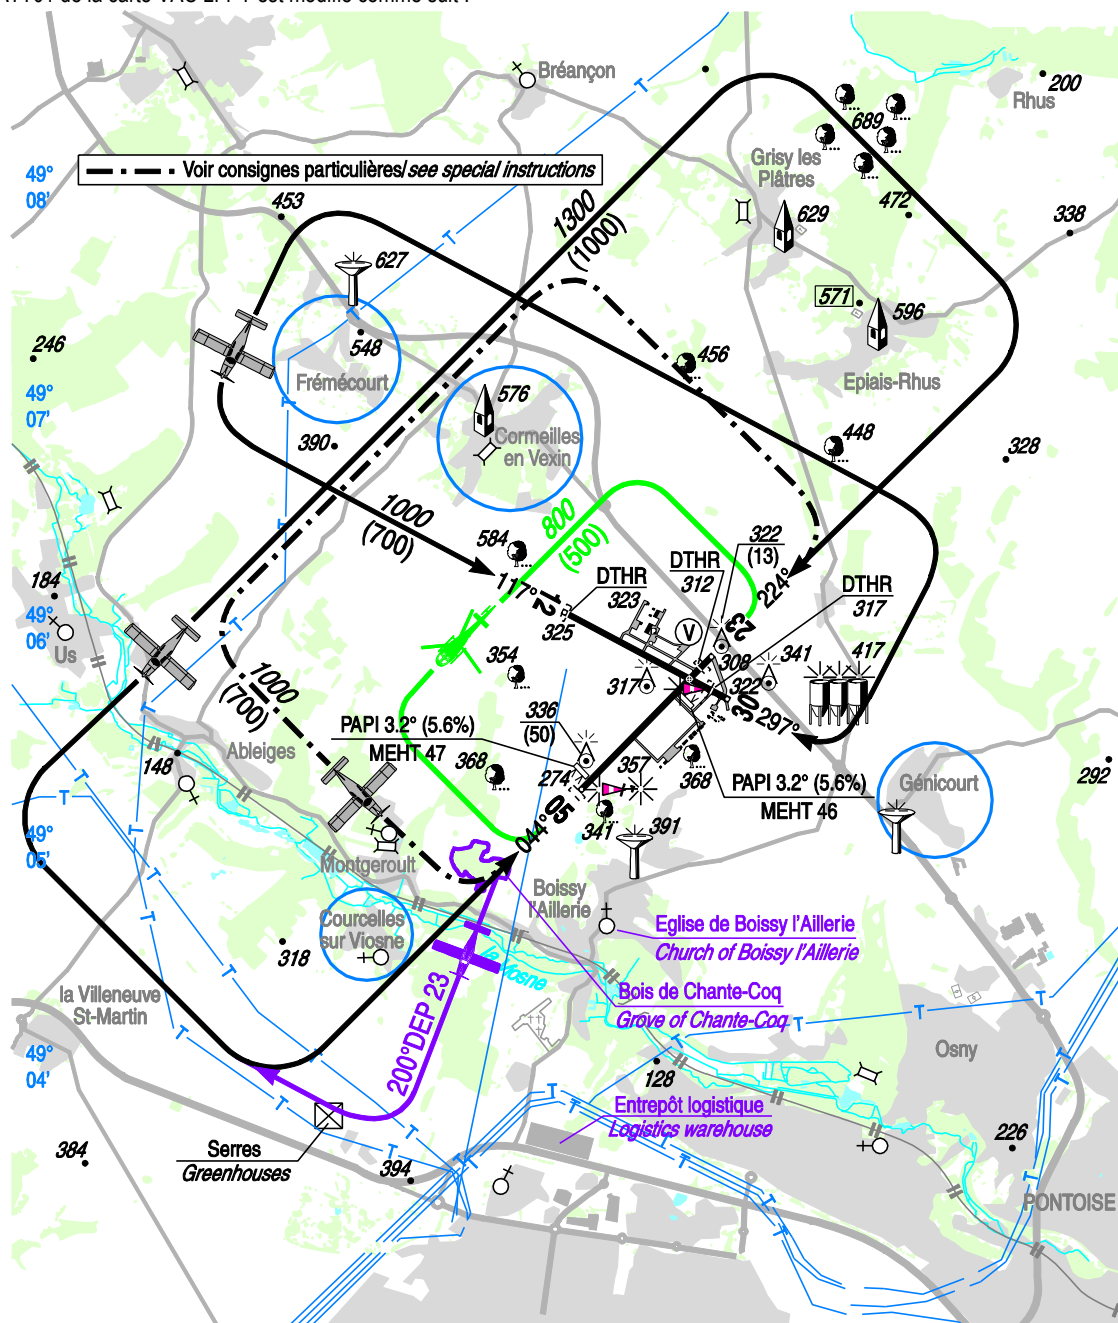 Bréançon
200
Rhus
689
Grisy les
Plâtres
49°
08'
Voir consignes particulières/see special instructions
453
1300
(1000)
629
472
338
T
T
627
571
596
246
548
456
Frémécourt
Epiais-Rhus
49°
07'
T
576
390
Cormeilles
en Vexin
448
328
1000
(700)
800
(500)
584
T
322
(13)
184
117°
12
DTHR
323
DTHR
312
224°
DTHR
317
49°
06'
325
23
V
Us
354
308
341
417
317
322
1000
(700)
30
297°
T
PAPI 3.2° (5.6%)
MEHT 47
336
(50)
Ableiges
148
368
274
357
368
PAPI 3.2° (5.6%)
MEHT 46
Génicourt
292
T
T
05
044°
341
391
49°
05'
Montgeroult
Boissy
l'Aillerie
Courcelles
sur Viosne
Eglise de Boissy l'Aillerie
Church of Boissy l'Aillerie
318
la Viosne
200°DEP 23
la Villeneuve
St-Martin
Bois de Chante-Coq
Grove of Chante-Coq
T
T
T
49°
04'
Osny
128
T
T
T
T
Entrepôt logistique
Logistics warehouse
Serres
Greenhouses
384
394
226
T
T
T
T
T
PONTOISE